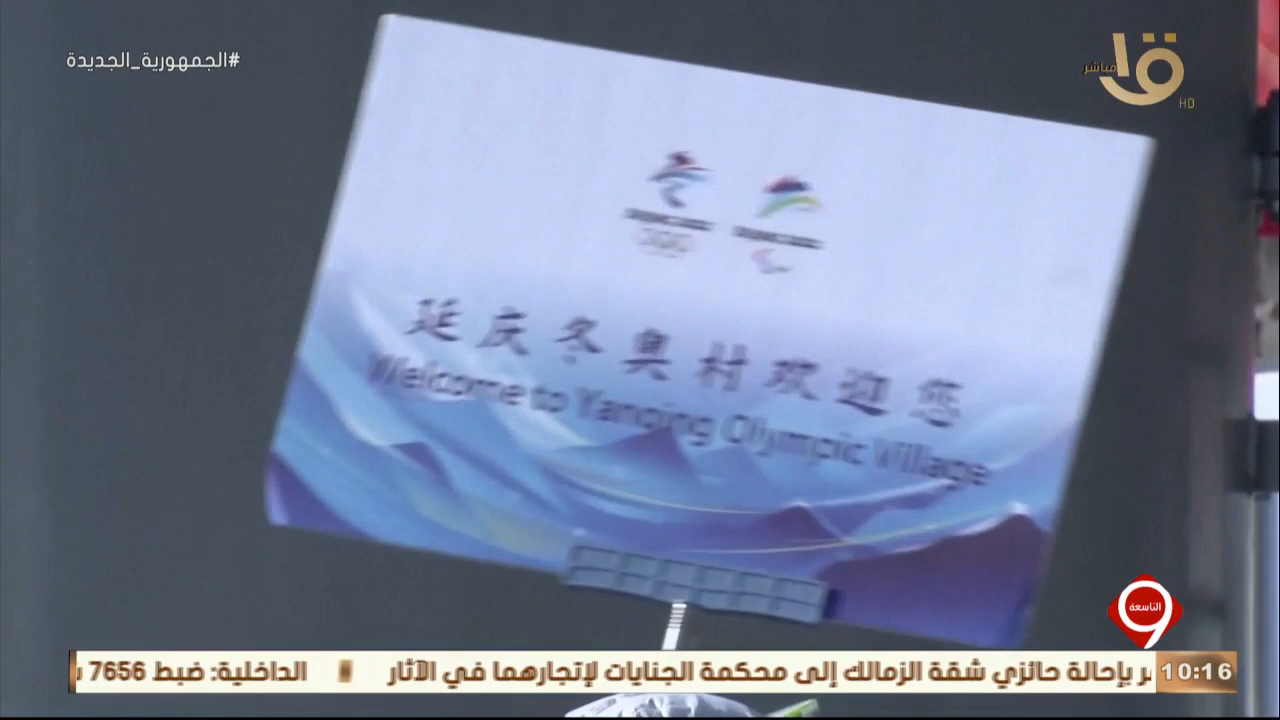 #الجمهورية_الجديدة
مباشر
HD
延庆冬奥村欢迎您
Welcome to Yanqing Olympic Village
التاسعة
9
10:16
بإحالة حائزي شقة الزمالك إلى محكمة الجنايات لإتجارهما في الآثار
الداخلية: ضبط 7656